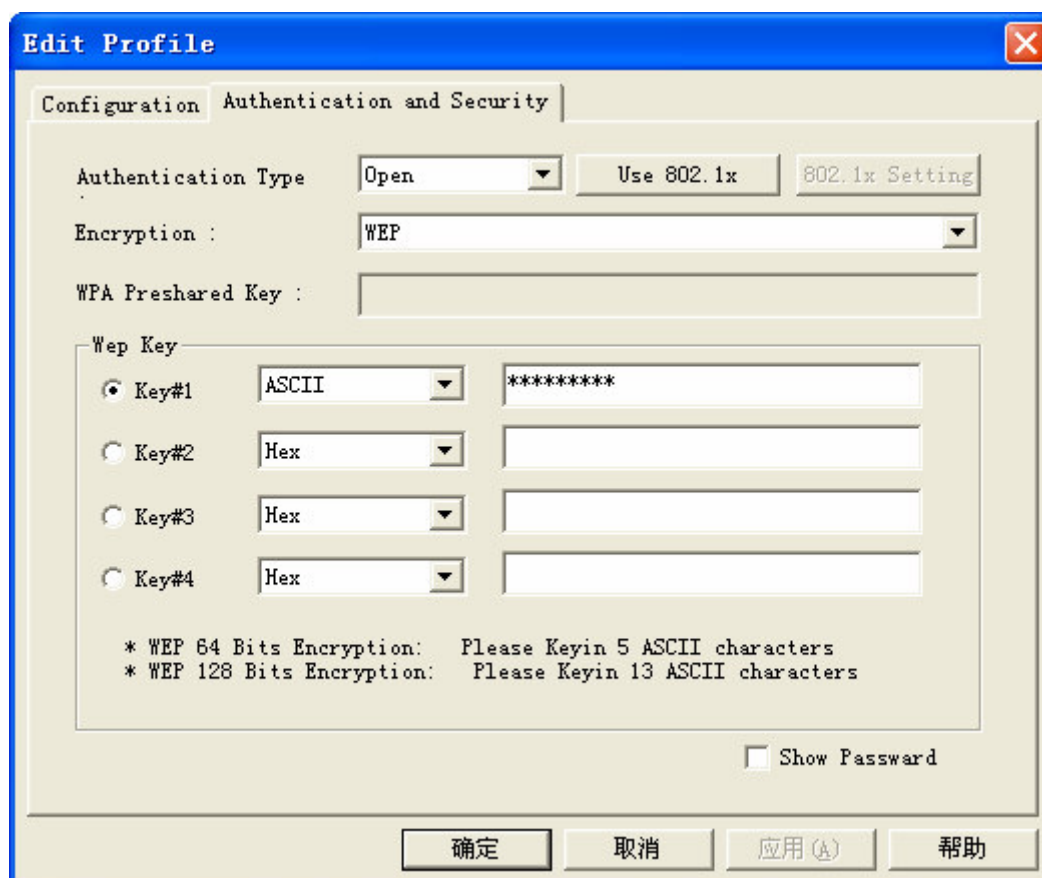 Edit Profile
Configuration Authentication and Security
Authentication Type : Open Use 802.1x 802.1x Setting
Encryption : WEP
WPA Preshared Key :
Wep Key
Key#1 ASCII *********
Key#2 Hex
Key#3 Hex
Key#4 Hex
* WEP 64 Bits Encryption: Please Keyin 5 ASCII characters
* WEP 128 Bits Encryption: Please Keyin 13 ASCII characters
Show Passward
确定 取消 应用(A) 帮助